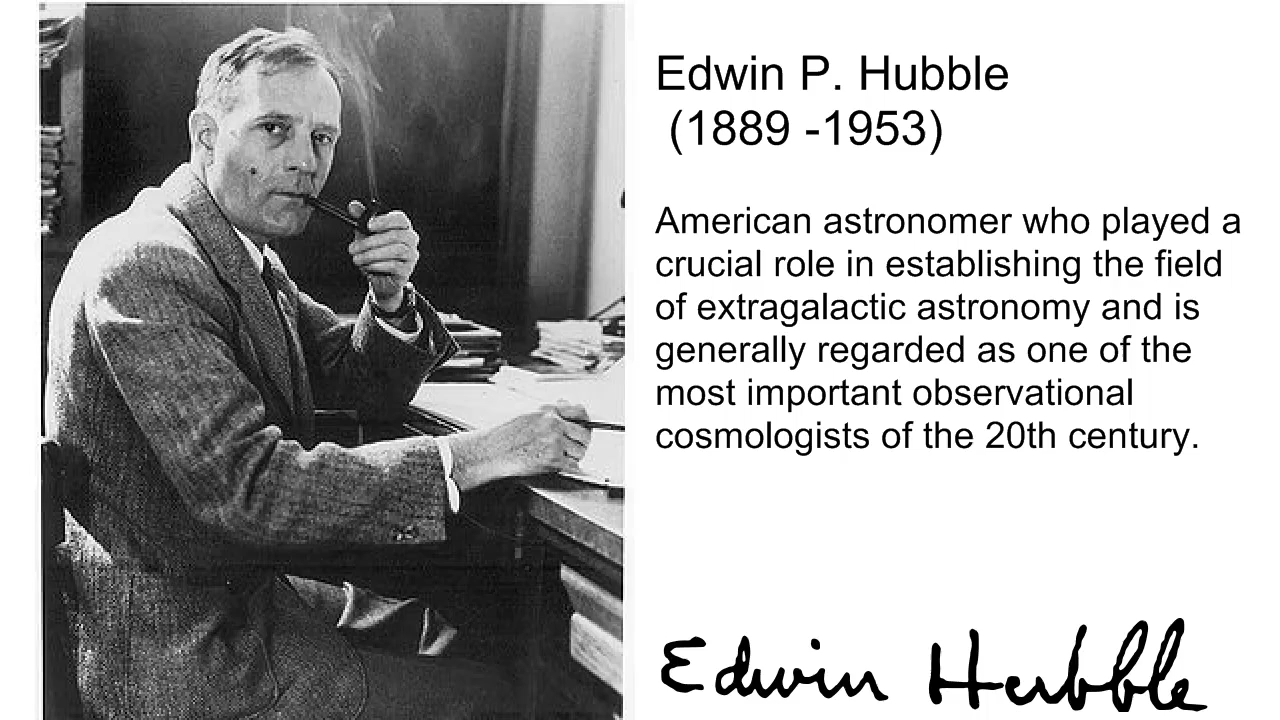 Edwin P. Hubble
(1889 -1953)
American astronomer who played a
crucial role in establishing the field
of extragalactic astronomy and is
generally regarded as one of the
most important observational
cosmologists of the 20th century.
Edwin Hubble